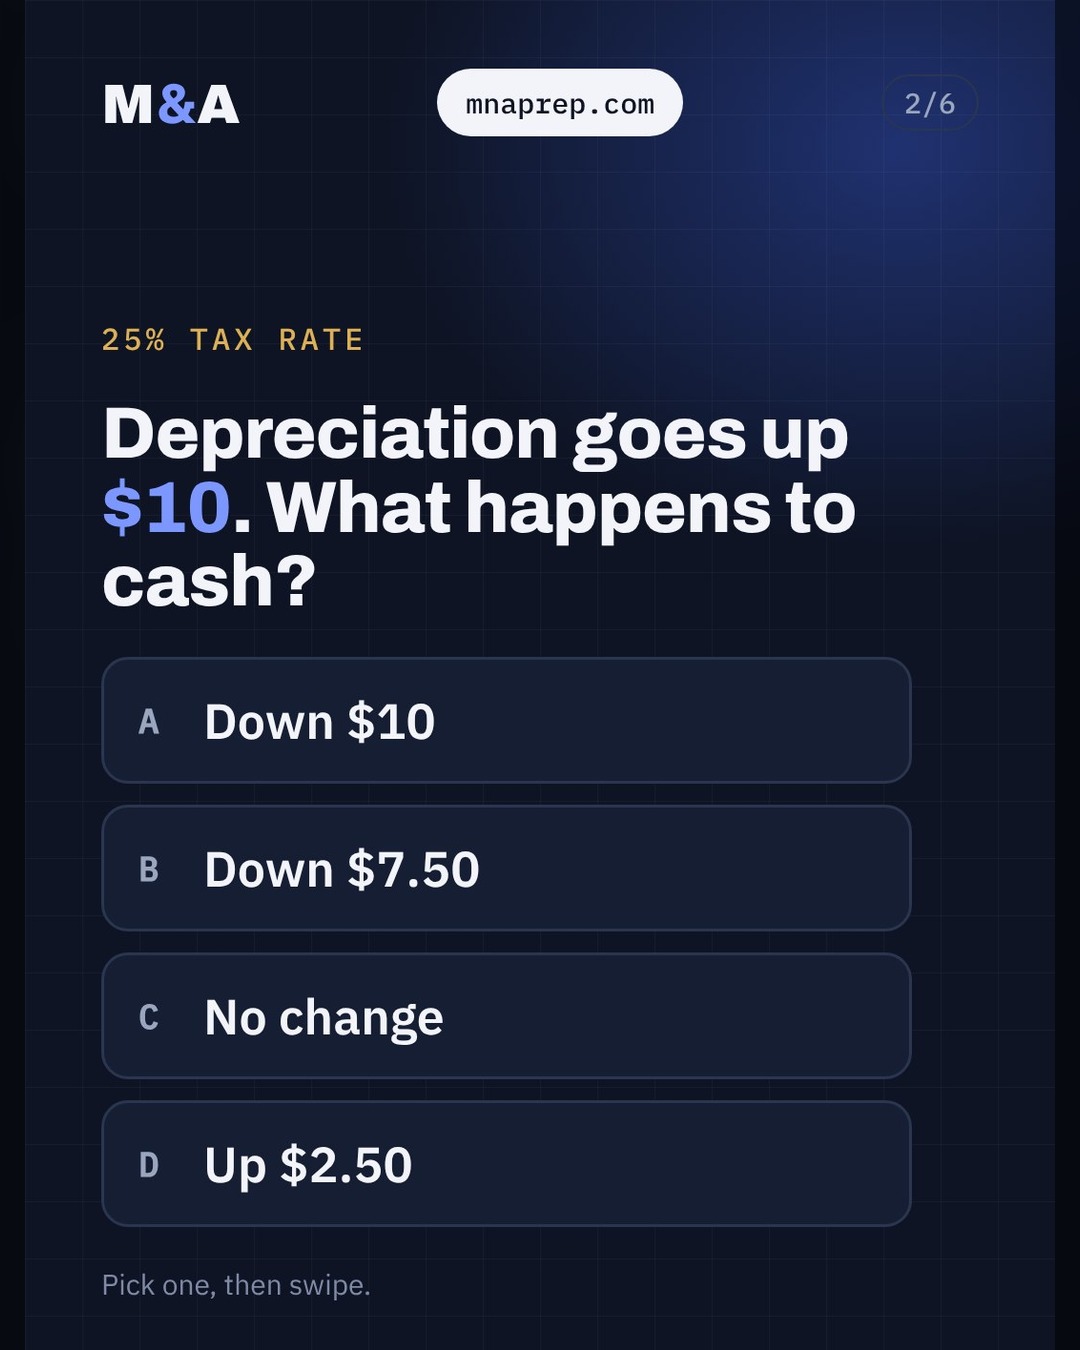 M&A
mnaprep.com
2/6
25% TAX RATE
Depreciation goes up
$10. What happens to
cash?
A Down $10
B Down $7.50
C No change
D Up $2.50
Pick one, then swipe.